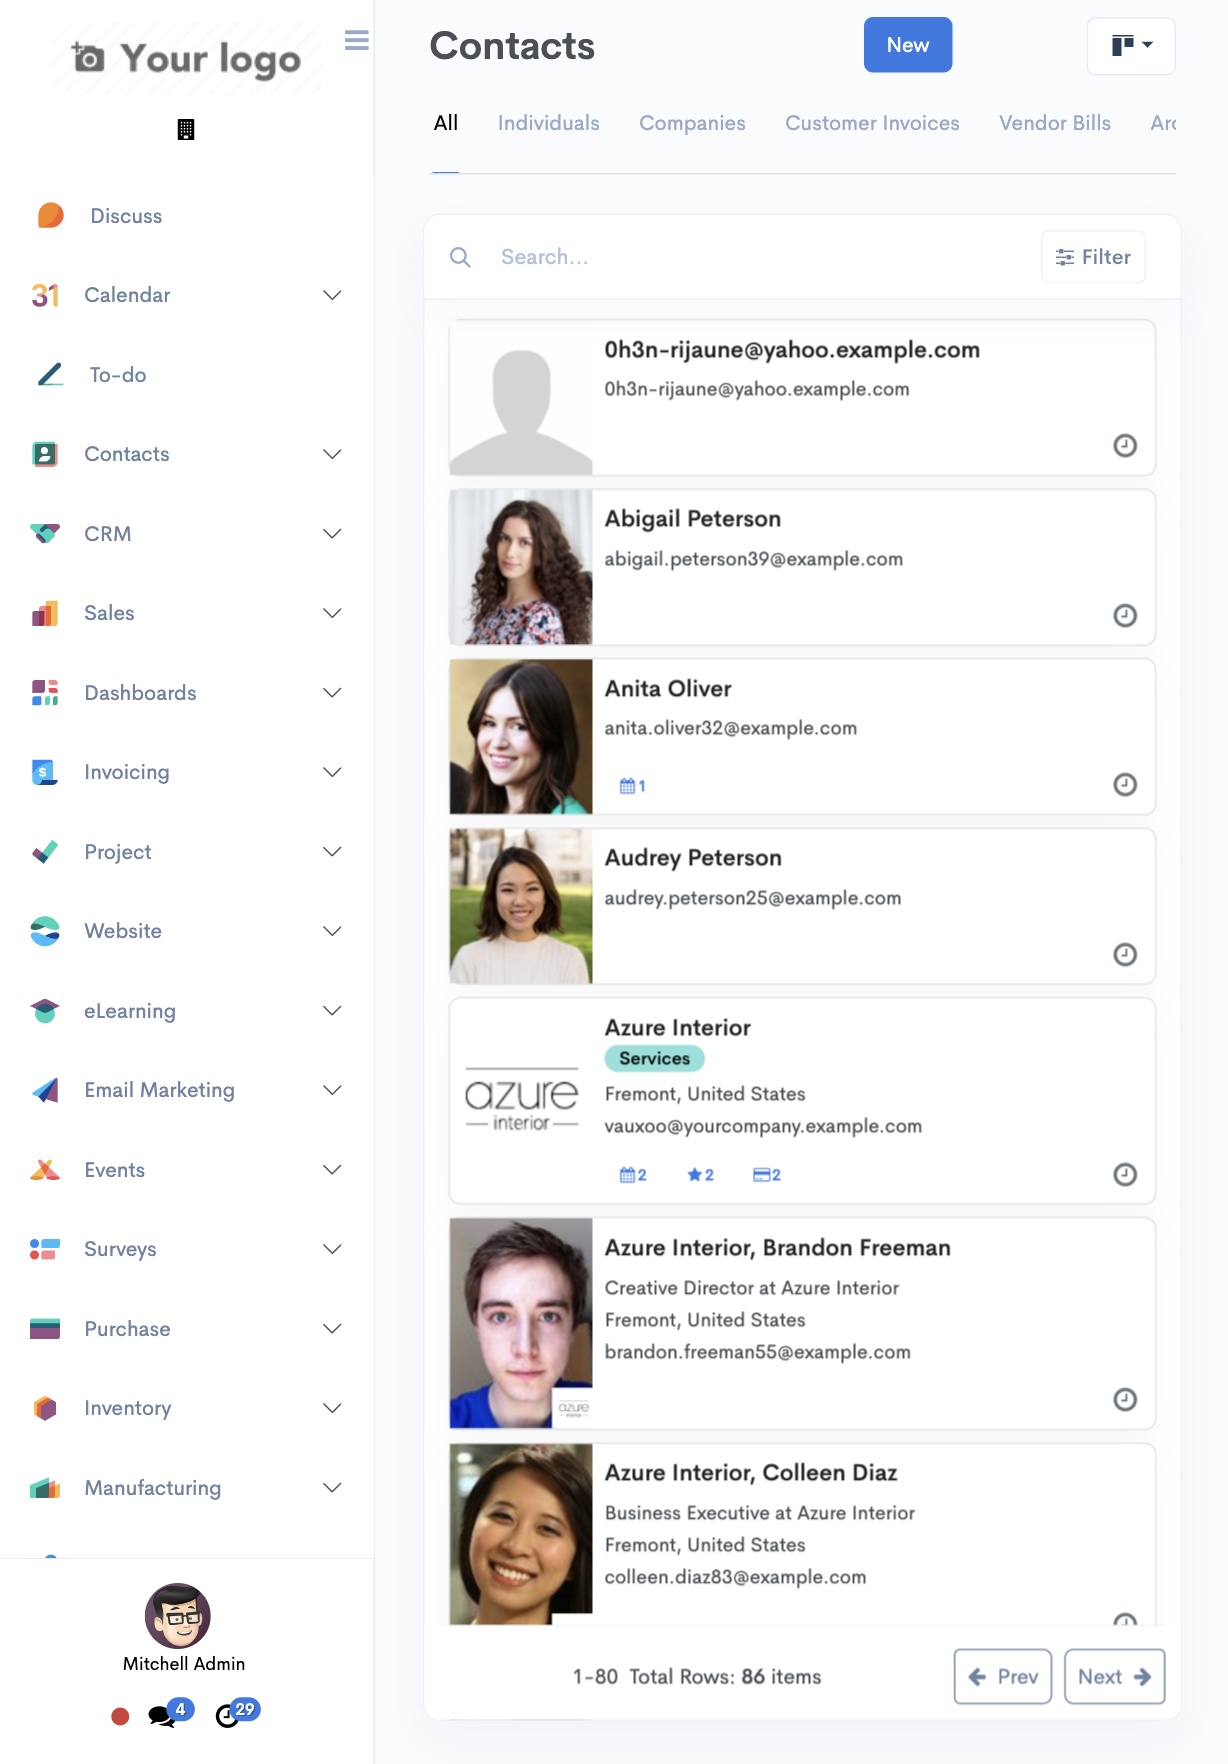 Your logo
Discuss
31 Calendar
To-do
Contacts
CRM
Sales
Dashboards
$ Invoicing
Project
Website
eLearning
Email Marketing
Events
Surveys
Purchase
Inventory
Manufacturing
Mitchell Admin
4
29
Contacts
New
All Individuals Companies Customer Invoices Vendor Bills Arc
Search...
Filter
0h3n-rijaune@yahoo.example.com
0h3n-rijaune@yahoo.example.com
Abigail Peterson
abigail.peterson39@example.com
Anita Oliver
anita.oliver32@example.com
1
Audrey Peterson
audrey.peterson25@example.com
azure
interior
Azure Interior
Services
Fremont, United States
vauxoo@yourcompany.example.com
2 2 2
Azure Interior, Brandon Freeman
Creative Director at Azure Interior
Fremont, United States
brandon.freeman55@example.com
azure
interior
Azure Interior, Colleen Diaz
Business Executive at Azure Interior
Fremont, United States
colleen.diaz83@example.com
1-80 Total Rows: 86 items
Prev
Next